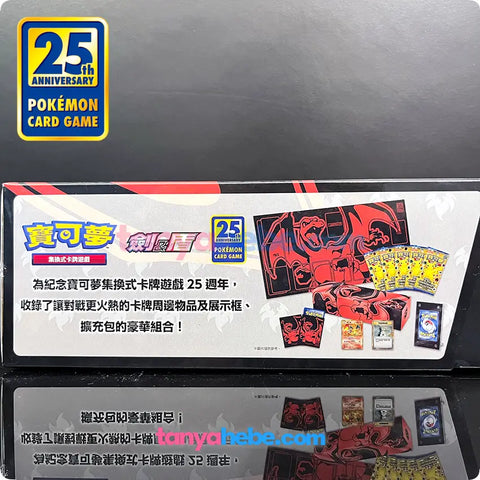 25th
ANNIVERSARY
POKÉMON
CARD GAME
寶可夢
集換式卡牌遊戲
劍&盾
25th
ANNIVERSARY
POKÉMON
CARD GAME
為紀念寶可夢集換式卡牌遊戲 25 週年，
收錄了讓對戰更火熱的卡牌周邊物品及展示框、
擴充包的豪華組合！
tanyahebe.com